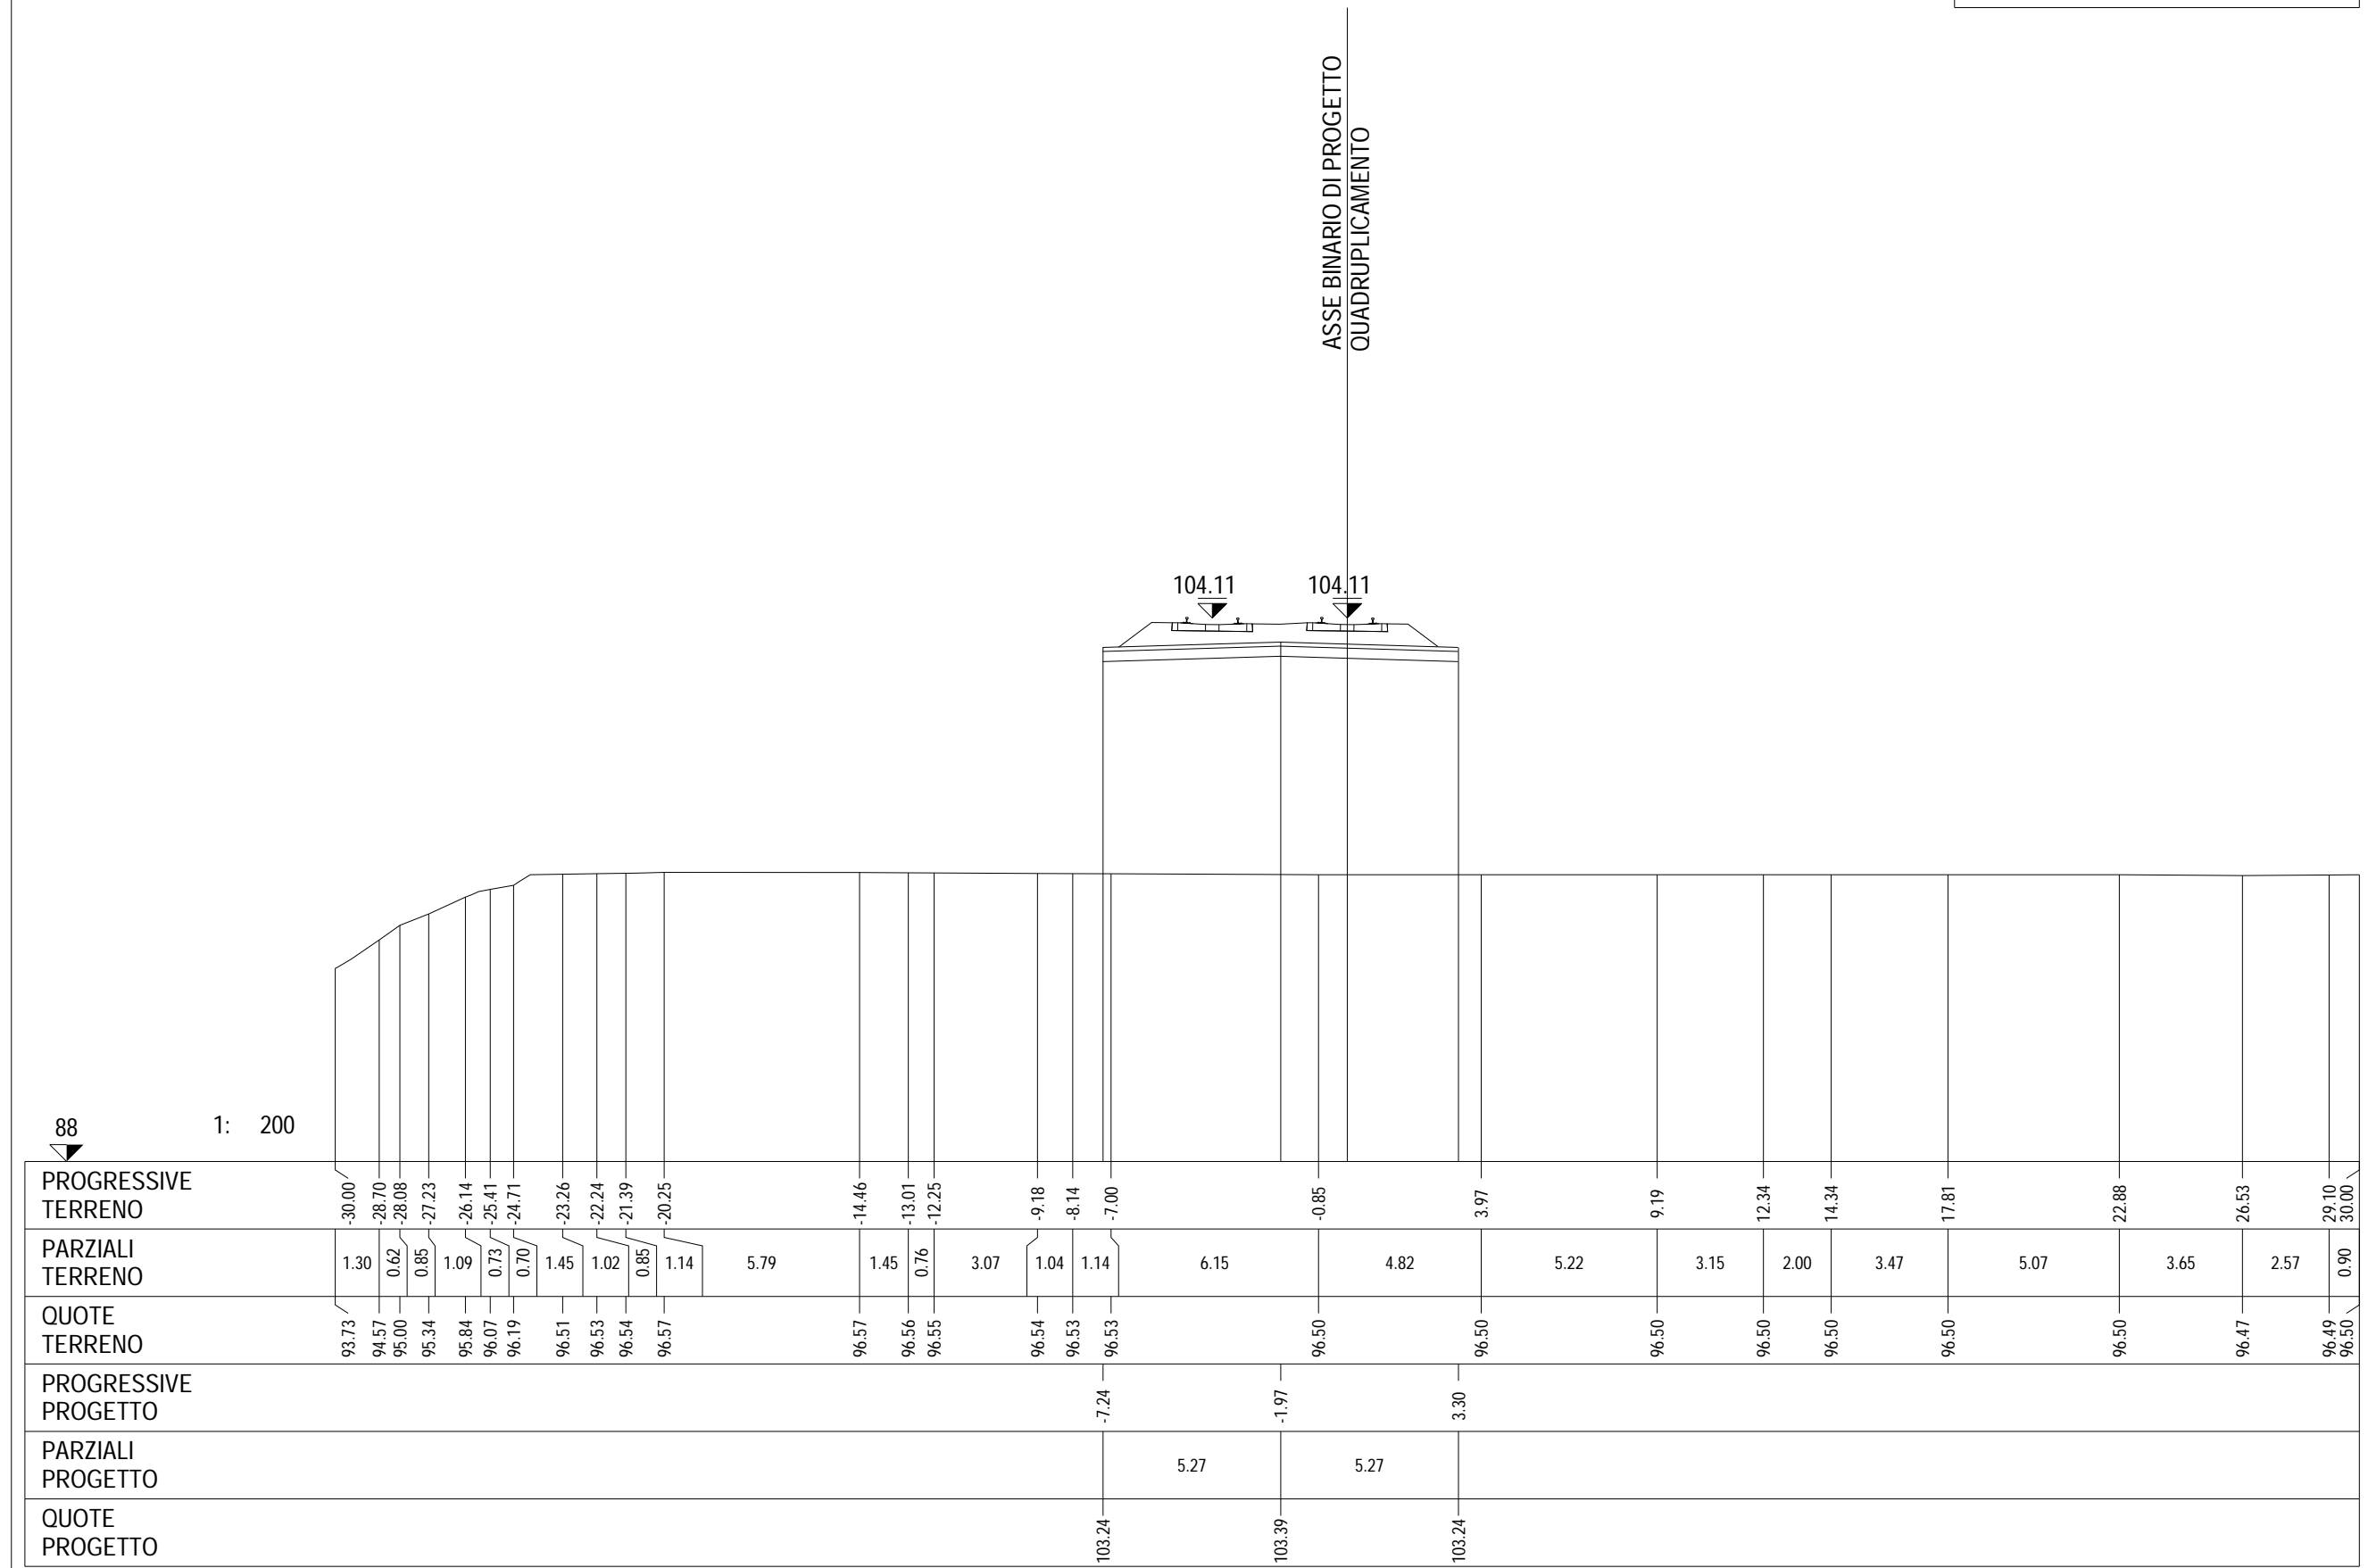 ASSE BINARIO DI PROGETTO
QUADRUPLICAMENTO
104.11 104.11
88 1: 200
PROGRESSIVE
TERRENO
-30.00 -28.70 -28.08 -27.23 -26.14 -25.41 -24.71 -23.26 -22.24 -21.39 -20.25 -14.46 -13.01 -12.25 -9.18 -8.14 -7.00 -0.85 3.97 9.19 12.34 14.34 17.81 22.88 26.53 29.10 30.00
PARZIALI
TERRENO
1.30 0.62 0.85 1.09 0.73 0.70 1.45 1.02 0.85 1.14 5.79 1.45 0.76 3.07 1.04 1.14 6.15 4.82 5.22 3.15 2.00 3.47 5.07 3.65 2.57 0.90
QUOTE
TERRENO
93.73 94.57 95.00 95.34 95.84 96.07 96.19 96.51 96.53 96.54 96.57 96.57 96.56 96.55 96.54 96.53 96.53 96.50 96.50 96.50 96.50 96.50 96.50 96.50 96.47 96.49 96.50
PROGRESSIVE
PROGETTO
-7.24 -1.97 3.30
PARZIALI
PROGETTO
5.27 5.27
QUOTE
PROGETTO
103.24 103.39 103.24